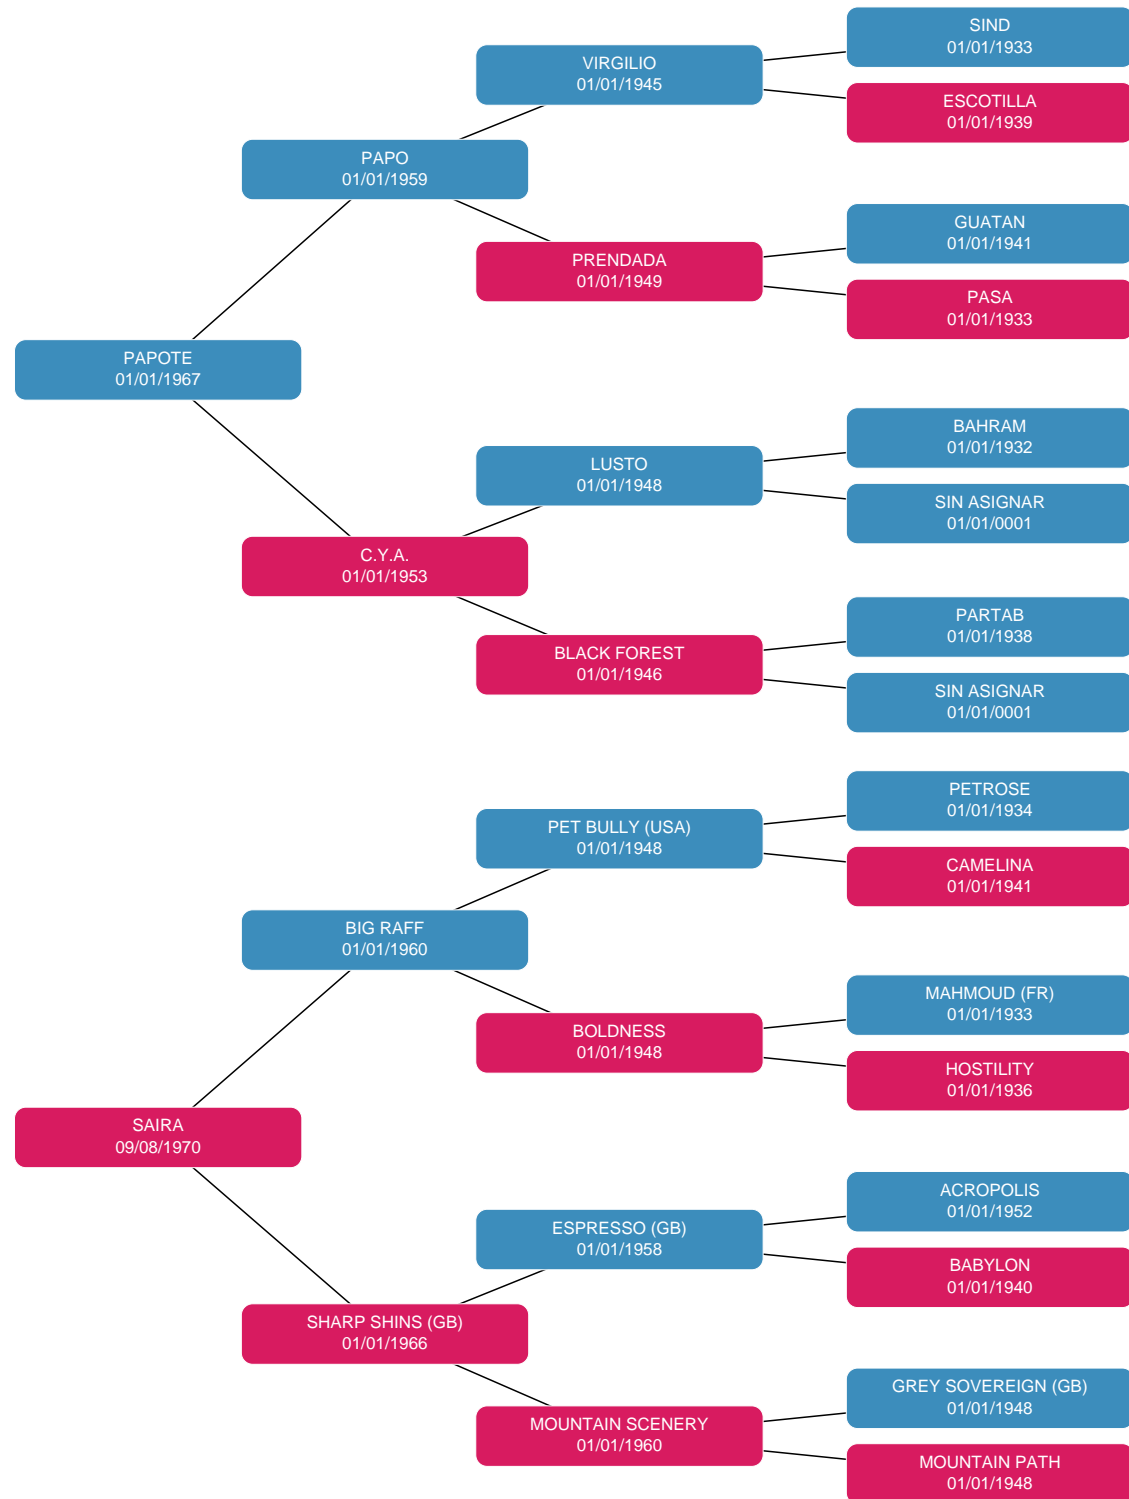 SIND
01/01/1933
VIRGILIO
01/01/1945
ESCOTILLA
01/01/1939
PAPO
01/01/1959
GUATAN
01/01/1941
PRENDADA
01/01/1949
PASA
01/01/1933
PAPOTE
01/01/1967
BAHRAM
01/01/1932
LUSTO
01/01/1948
SIN ASIGNAR
01/01/0001
C.Y.A.
01/01/1953
PARTAB
01/01/1938
BLACK FOREST
01/01/1946
SIN ASIGNAR
01/01/0001
PETROSE
01/01/1934
PET BULLY (USA)
01/01/1948
CAMELINA
01/01/1941
BIG RAFF
01/01/1960
MAHMOUD (FR)
01/01/1933
BOLDNESS
01/01/1948
HOSTILITY
01/01/1936
SAIRA
09/08/1970
ACROPOLIS
01/01/1952
ESPRESSO (GB)
01/01/1958
BABYLON
01/01/1940
SHARP SHINS (GB)
01/01/1966
GREY SOVEREIGN (GB)
01/01/1948
MOUNTAIN SCENERY
01/01/1960
MOUNTAIN PATH
01/01/1948